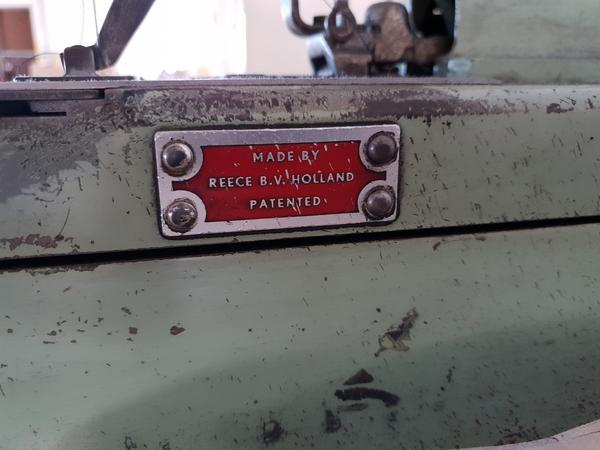 MADE BY
REECE B.V. HOLLAND
PATENTED